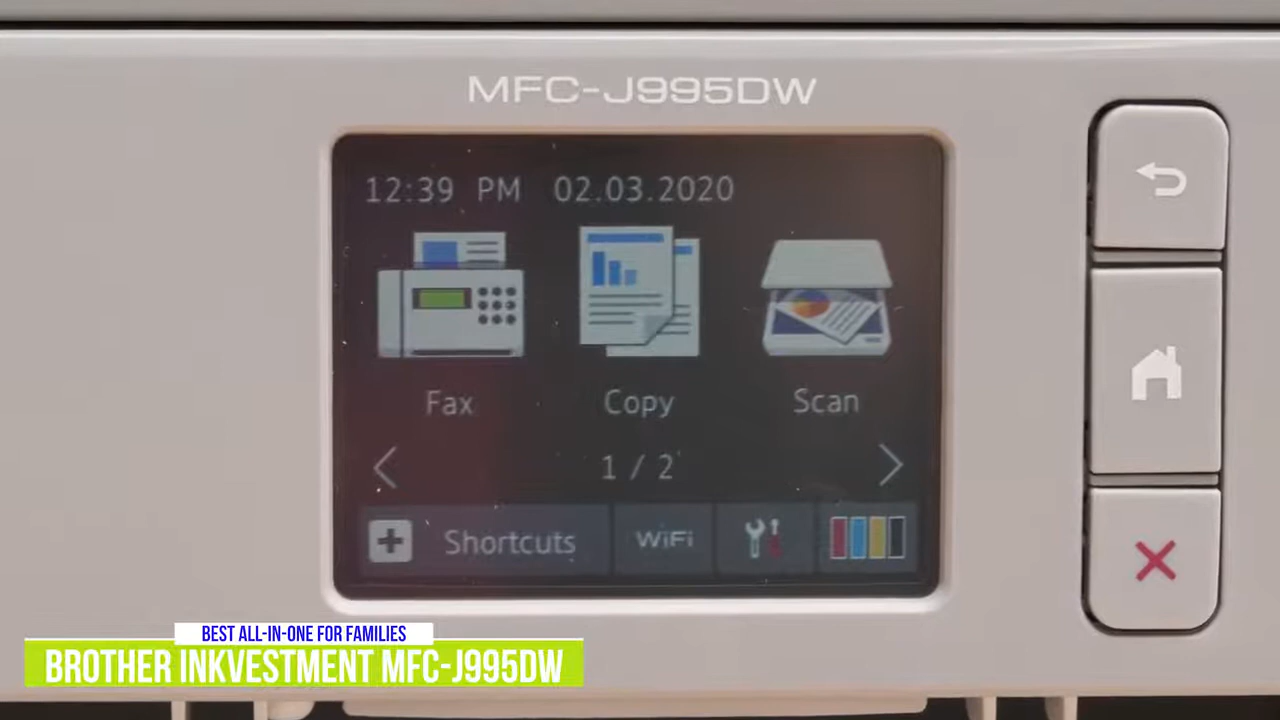 MFC-J995DW
12:39 PM 02.03.2020
Fax Copy Scan
1 / 2
Shortcuts WiFi
BEST ALL-IN-ONE FOR FAMILIES
BROTHER INKVESTMENT MFC-J995DW